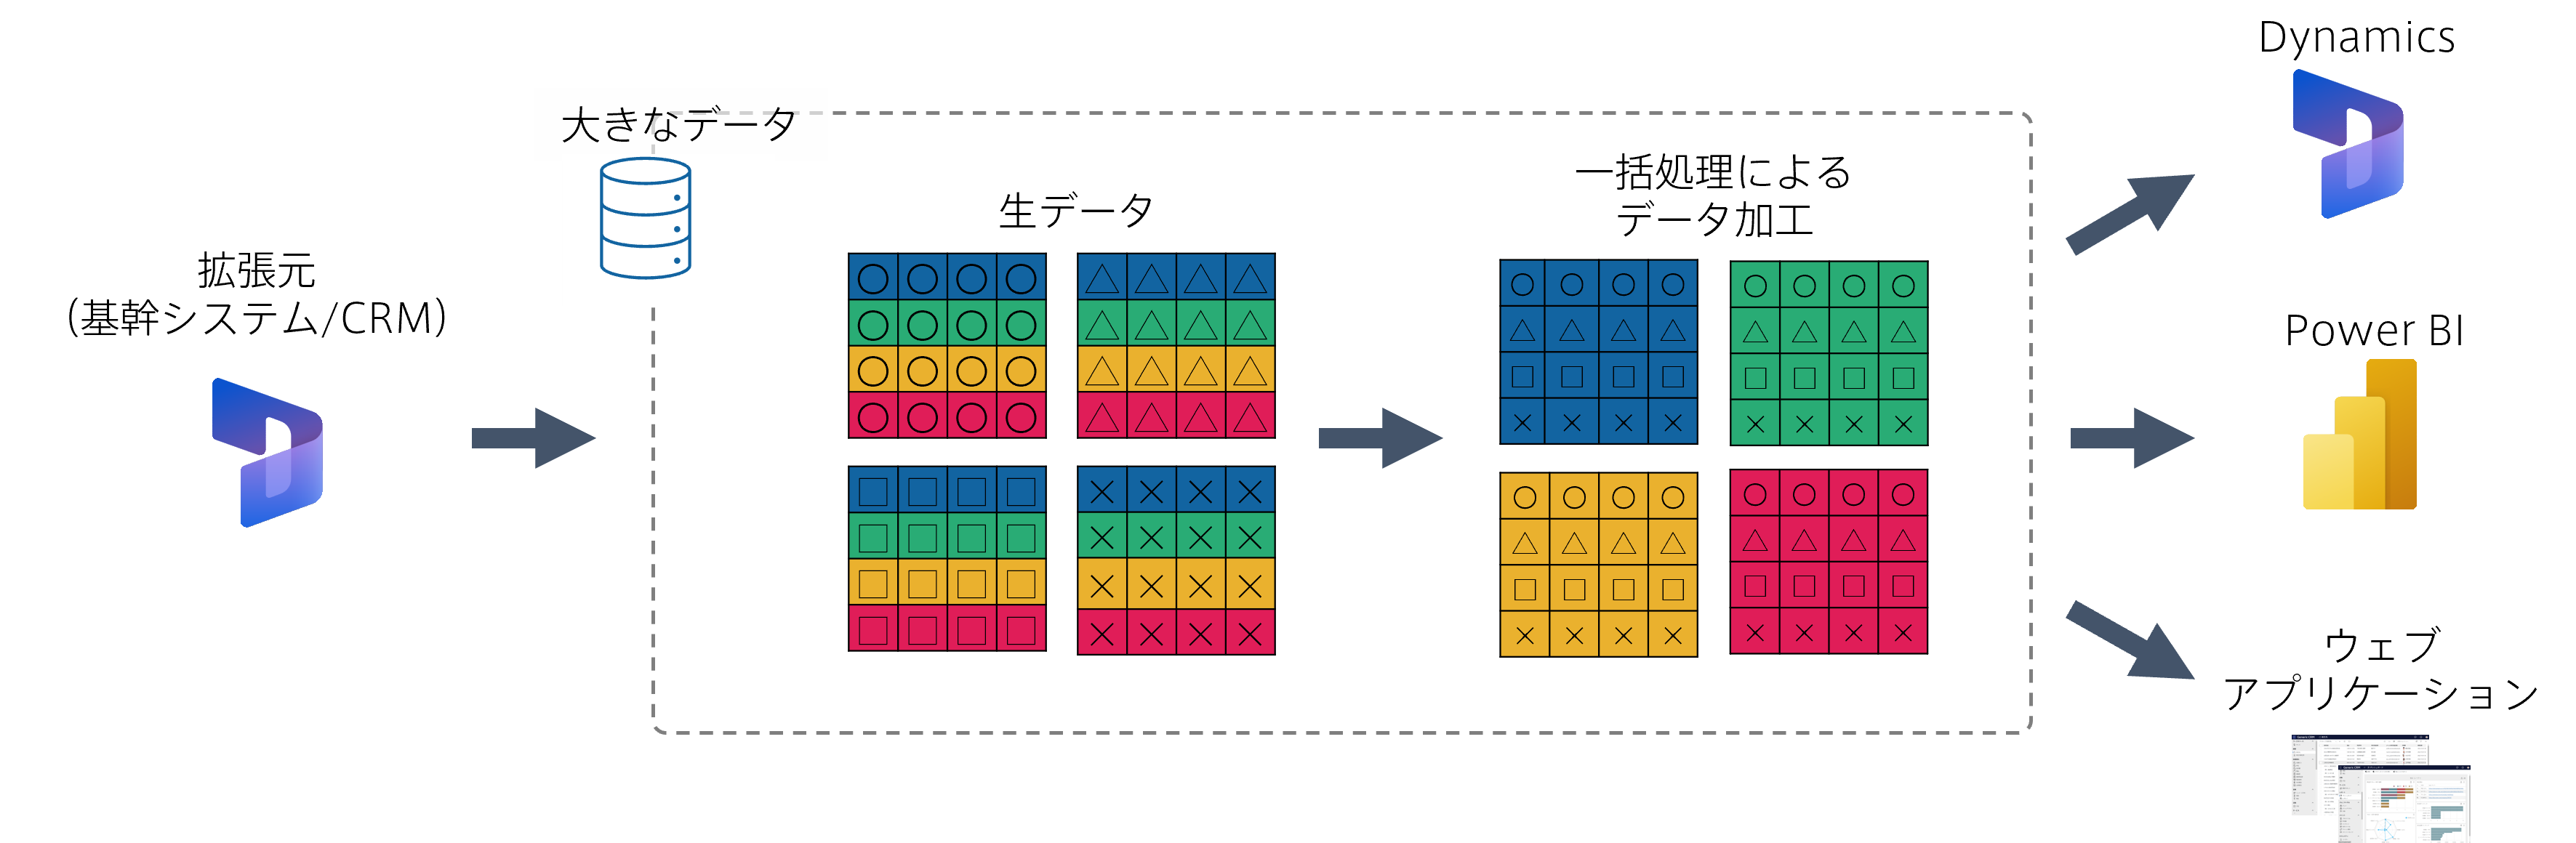 拡張元
(基幹システム/CRM)
大きなデータ
生データ
一括処理による
データ加工
Dynamics
Power BI
ウェブ
アプリケーション